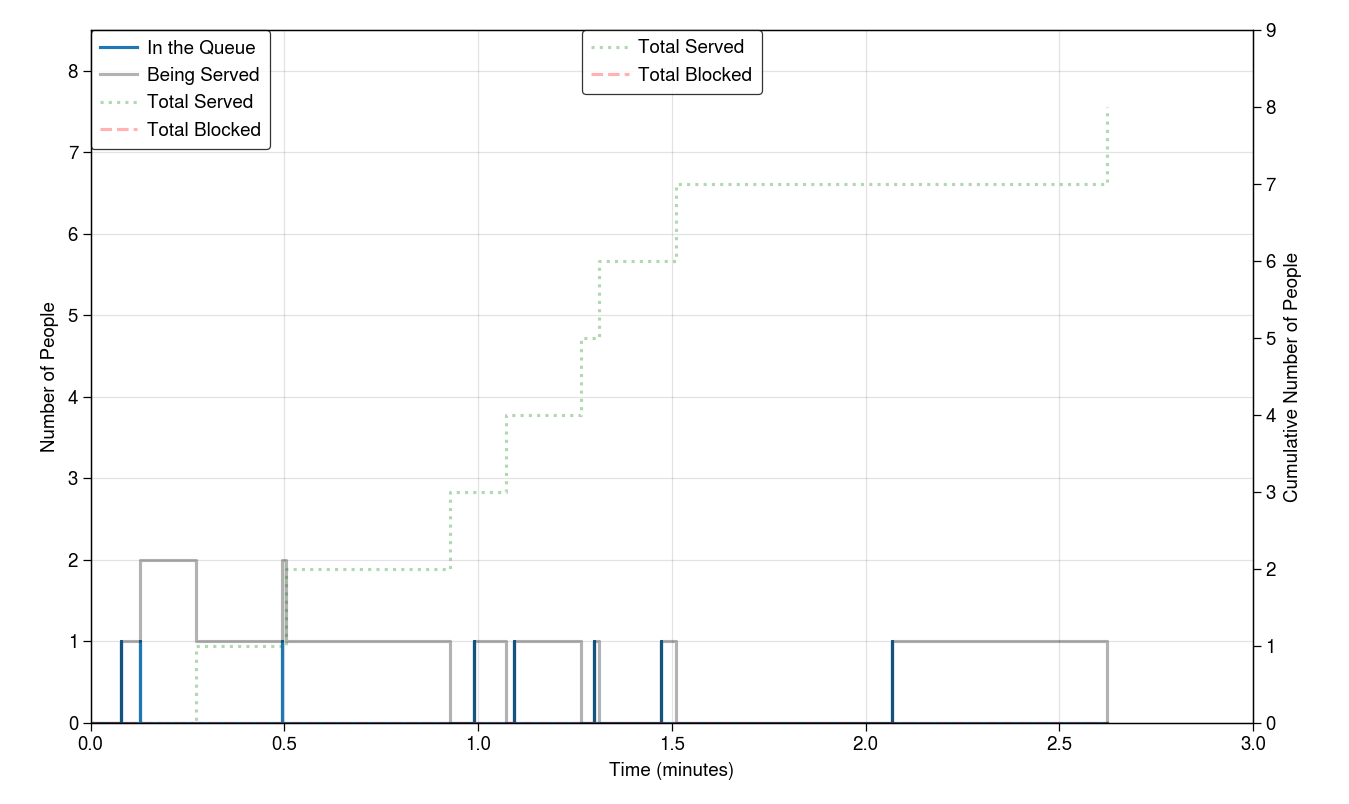 In the Queue
Being Served
Total Served
Total Blocked
Total Served
Total Blocked
Number of People
8
7
6
5
4
3
2
1
0
9
8
7
6
5
4
3
2
1
0
Cumulative Number of People
0.0 0.5 1.0 1.5 2.0 2.5 3.0
Time (minutes)